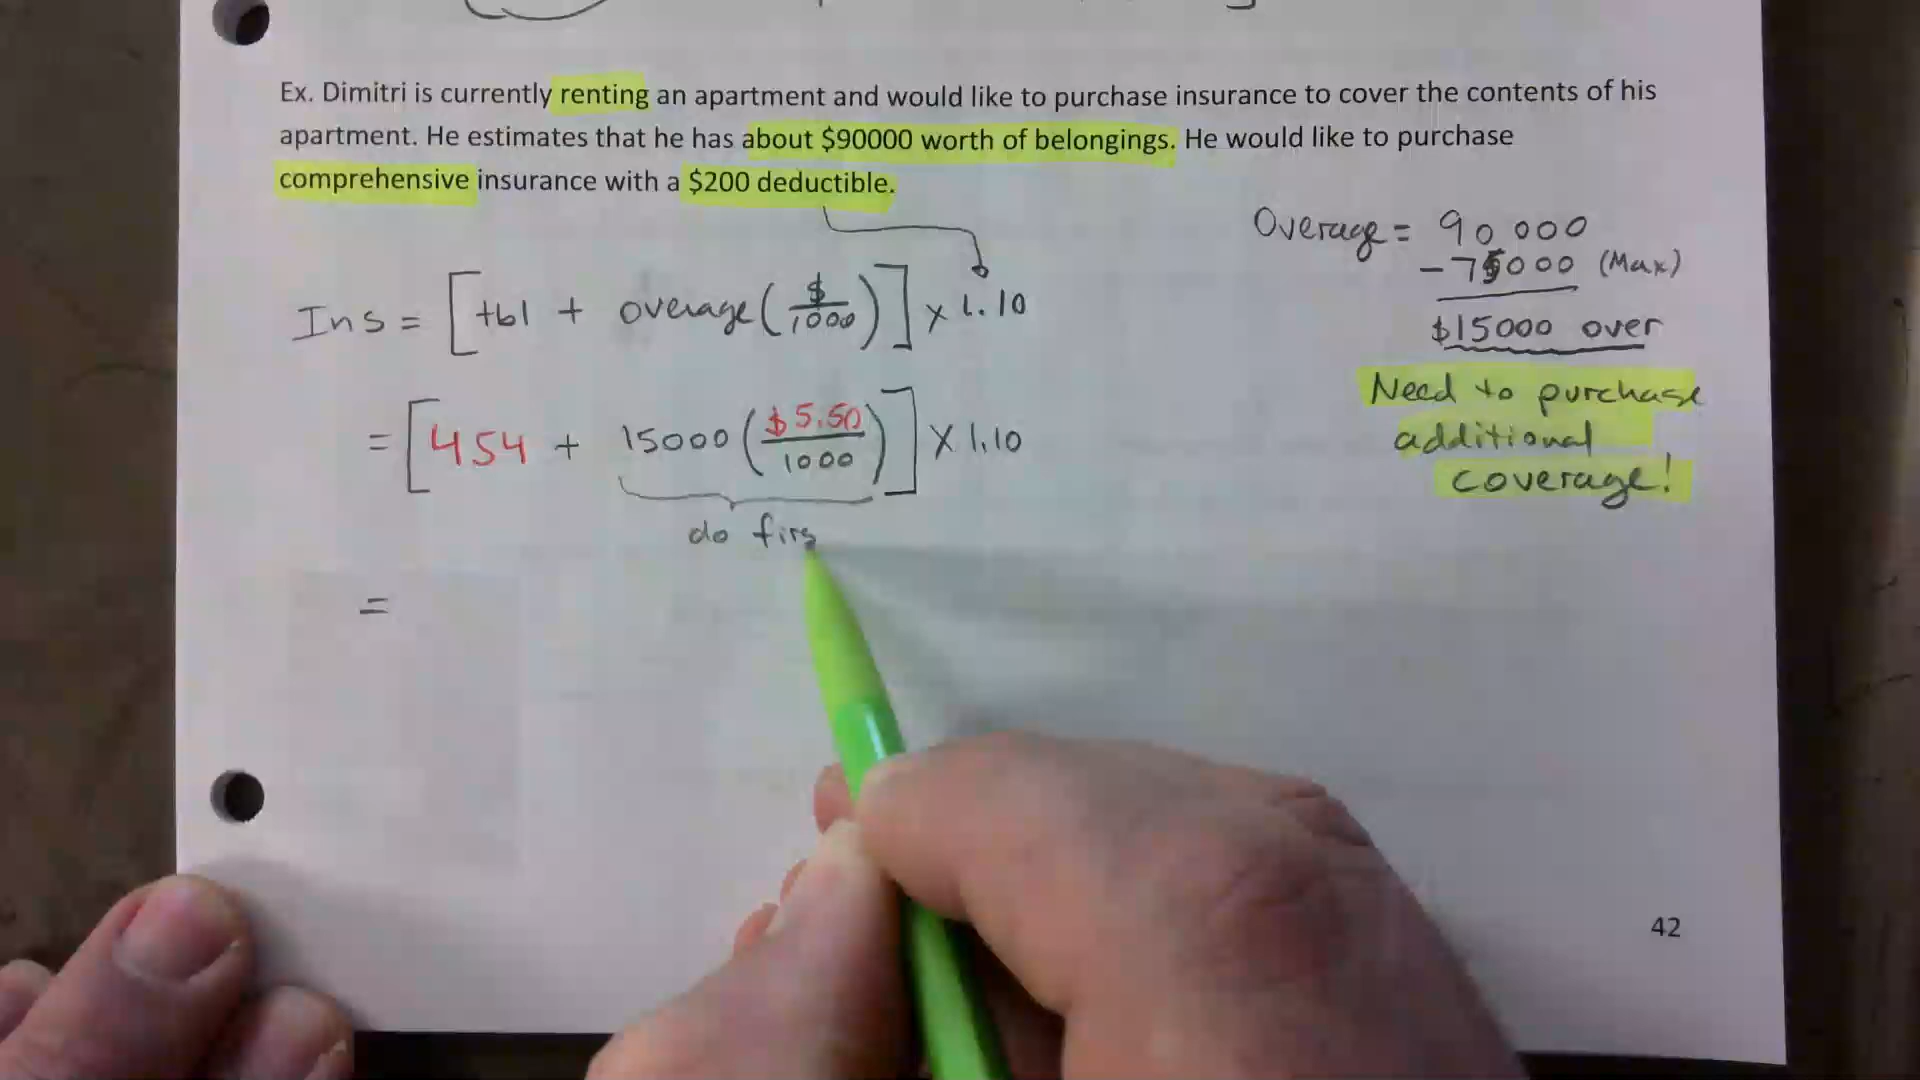 Ex. Dimitri is currently renting an apartment and would like to purchase insurance to cover the contents of his
apartment. He estimates that he has about $90000 worth of belongings. He would like to purchase
comprehensive insurance with a $200 deductible.
Ins = [tbl + overage($/1000)] x 1.10
= [454 + 15000($5.50/1000)] x 1.10
do firs
=
Overage = 90 000
- 75000 (Max)
$15000 over
Need to purchase
additional
coverage!
42